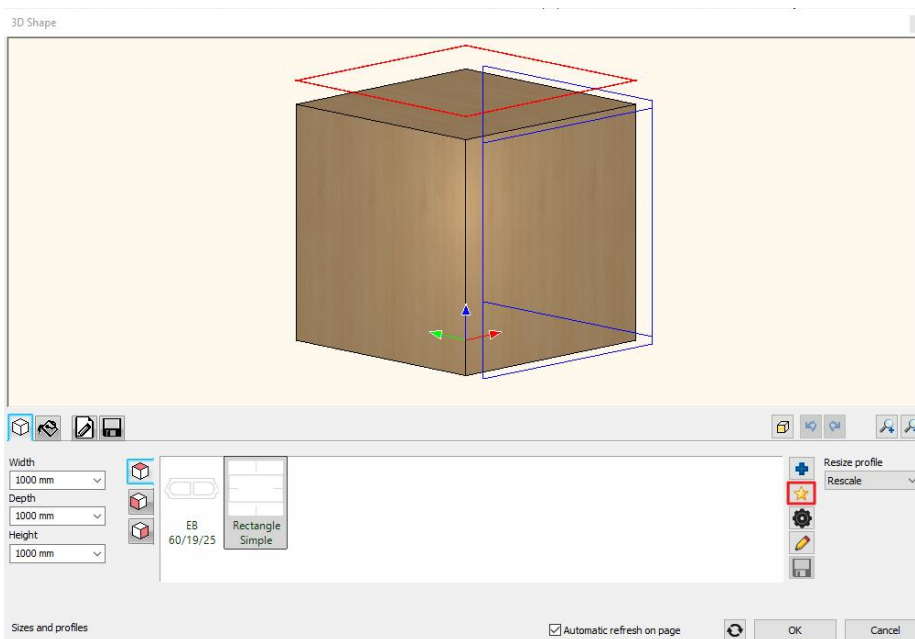 3D Shape
Width
1000 mm
Depth
1000 mm
Height
1000 mm
EB
60/19/25
Rectangle
Simple
Resize profile
Rescale
Sizes and profiles
Automatic refresh on page
OK
Cancel